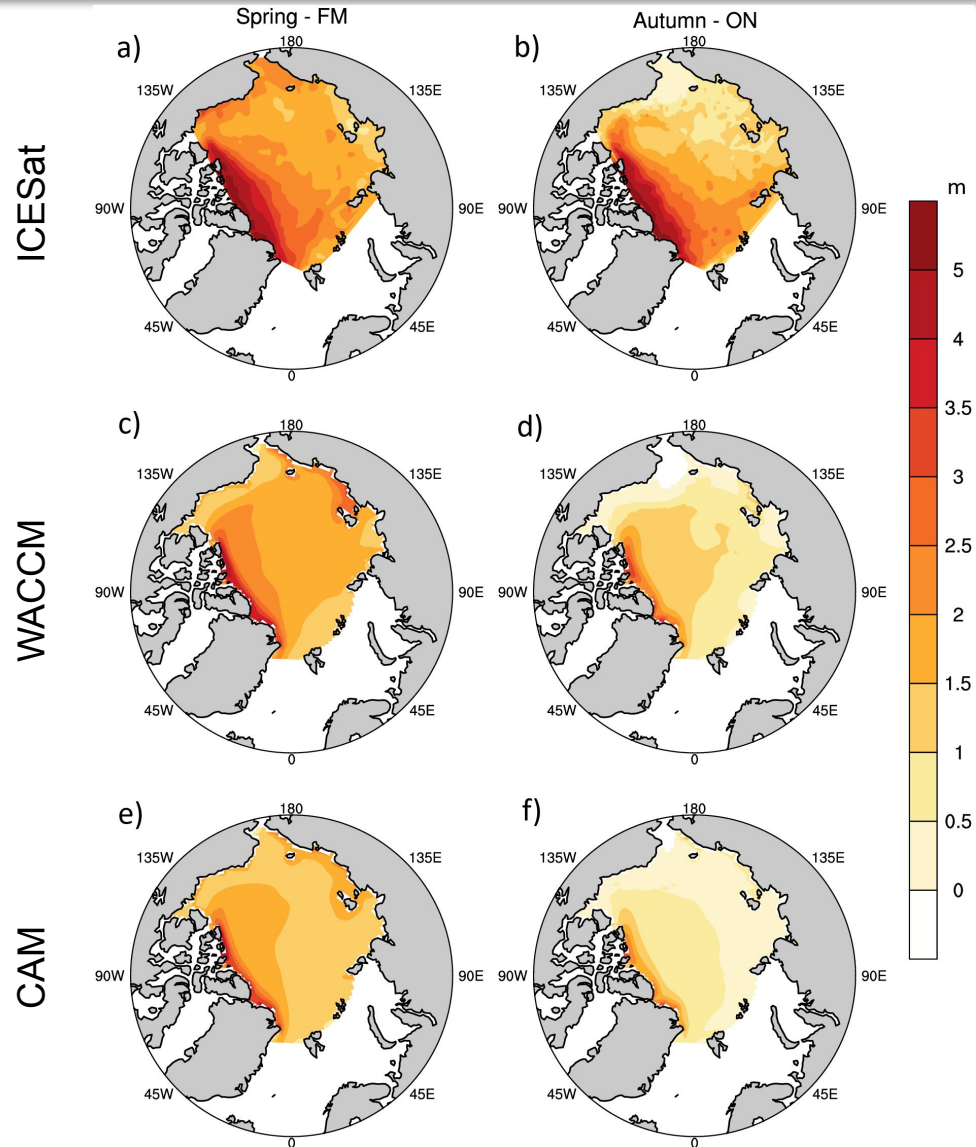 Spring - FM
Autumn - ON
a)
180
135W
135E
90W
90E
45W
45E
0
b)
180
135W
135E
90W
90E
45W
45E
0
ICESat
c)
180
135W
135E
90W
90E
45W
45E
0
d)
180
135W
135E
90W
90E
45W
45E
0
WACCM
e)
180
135W
135E
90W
90E
45W
45E
0
f)
180
135W
135E
90W
90E
45W
45E
0
CAM
m
5
4
3.5
3
2.5
2
1.5
1
0.5
0